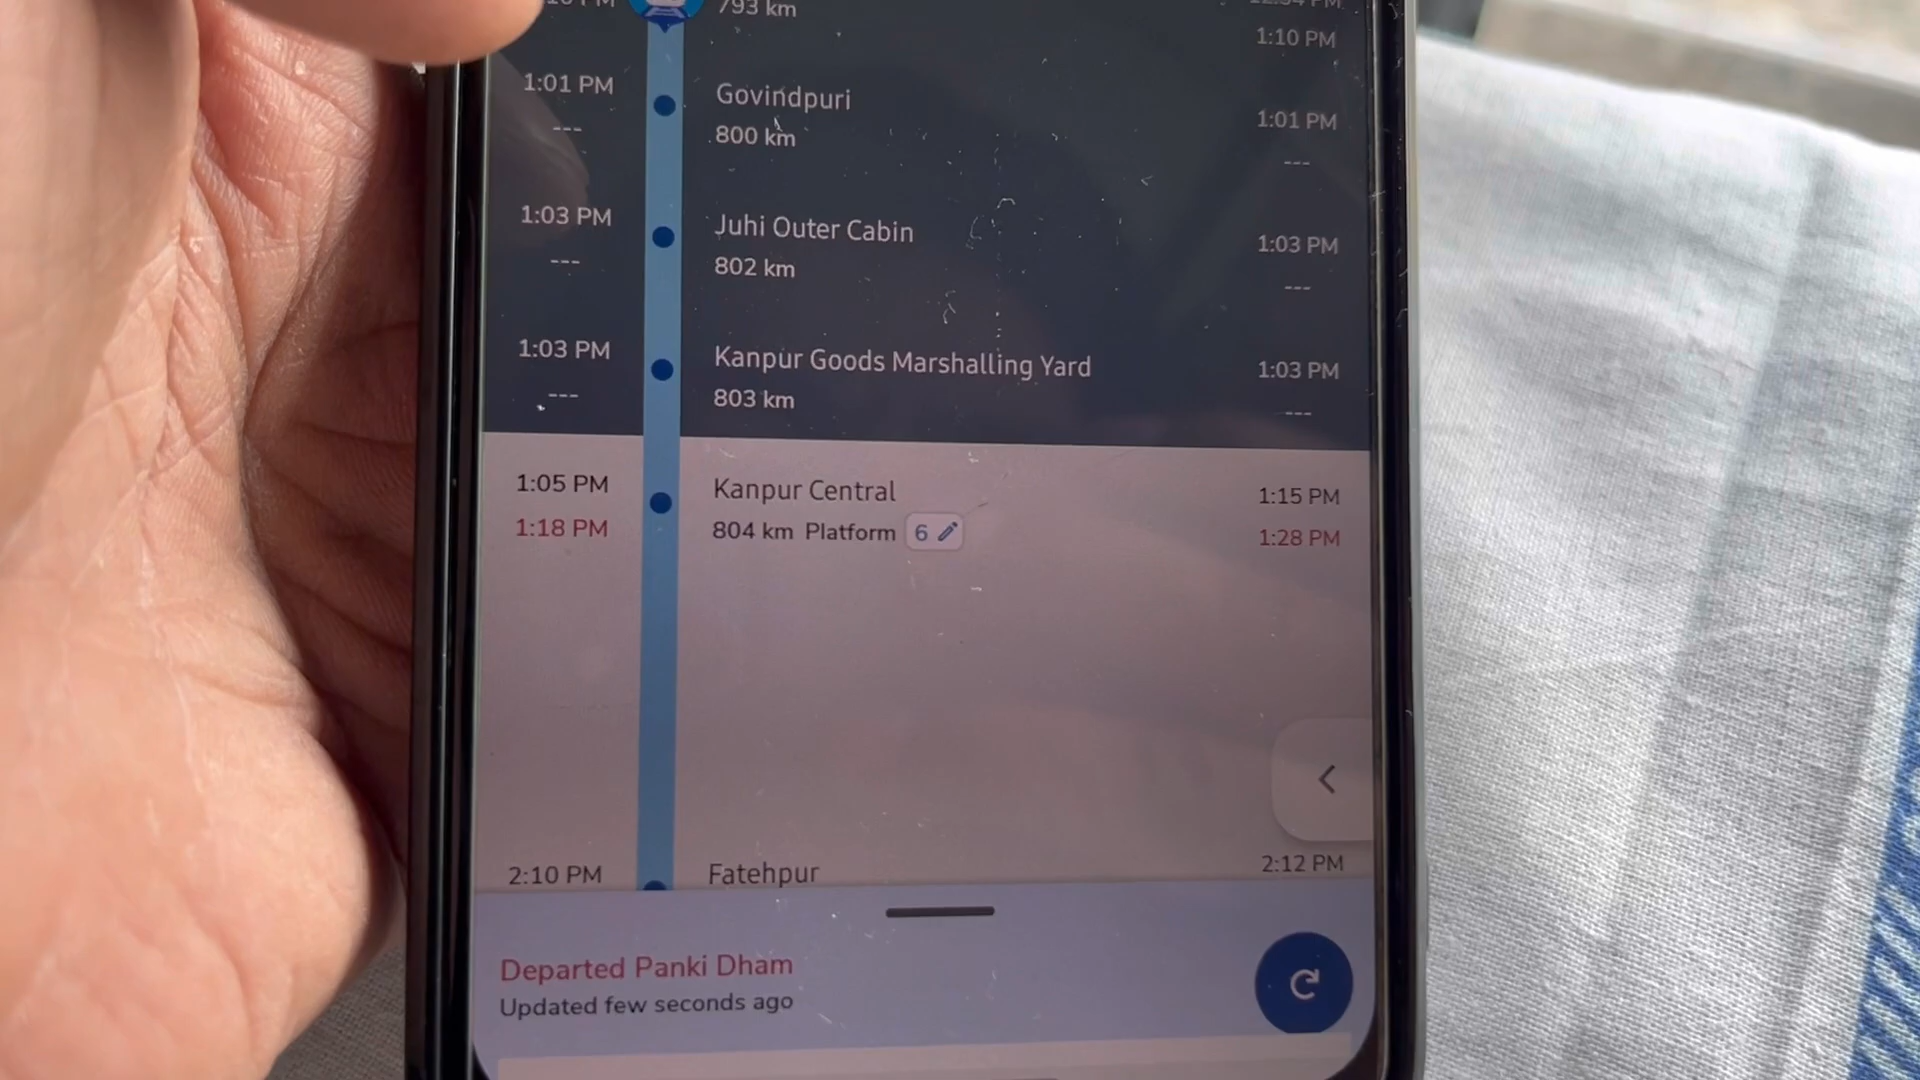 793 km
1:10 PM
1:01 PM
Govindpuri
1:01 PM
---
800 km
---
1:03 PM
Juhi Outer Cabin
1:03 PM
---
802 km
---
1:03 PM
Kanpur Goods Marshalling Yard
1:03 PM
---
803 km
---
1:05 PM
Kanpur Central
1:15 PM
1:18 PM
804 km Platform 6
1:28 PM
2:10 PM
Fatehpur
2:12 PM
Departed Panki Dham
Updated few seconds ago